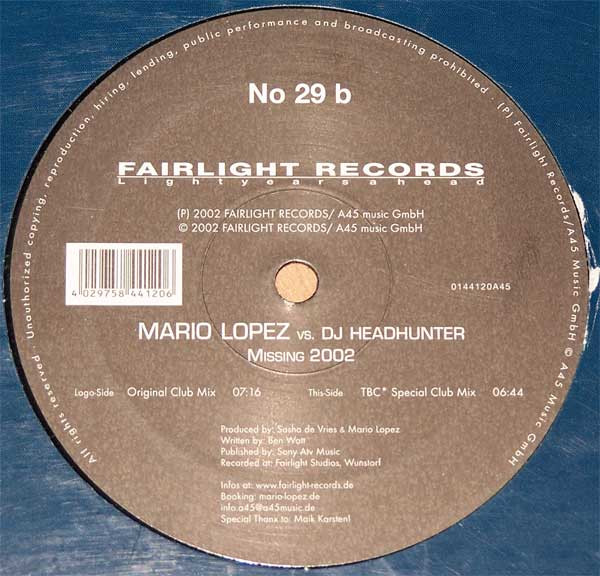 All rights reserved · Unauthorized copying, reproduction, hiring, lending, public performance and broadcasting prohibited · (P) Fairlight Records/A45 Music GmbH © A45 Music GmbH
No 29 b
FAIRLIGHT RECORDS
Lightyearsahead
(P) 2002 FAIRLIGHT RECORDS/ A45 music GmbH
© 2002 FAIRLIGHT RECORDS/ A45 music GmbH
4 029758 441206
0144120A45
MARIO LOPEZ vs. DJ HEADHUNTER
MISSING 2002
Logo-Side Original Club Mix 07:16 This-Side TBC* Special Club Mix 06:44
Produced by: Sasha de Vries & Mario Lopez
Written by: Ben Watt
Published by: Sony Atv Music
Recorded at: Fairlight Studios, Wunstorf
Infos at: www.fairlight-records.de
Booking: mario-lopez.de
info.a45@a45music.de
Special Thanx to: Maik Karsten!